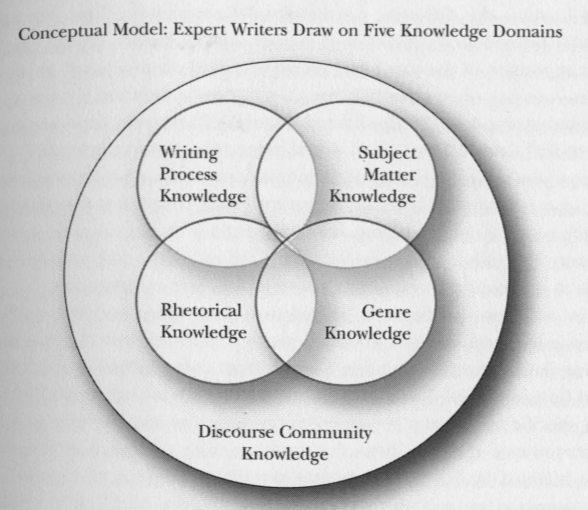 Conceptual Model: Expert Writers Draw on Five Knowledge Domains
Writing
Process
Knowledge
Subject
Matter
Knowledge
Rhetorical
Knowledge
Genre
Knowledge
Discourse Community
Knowledge